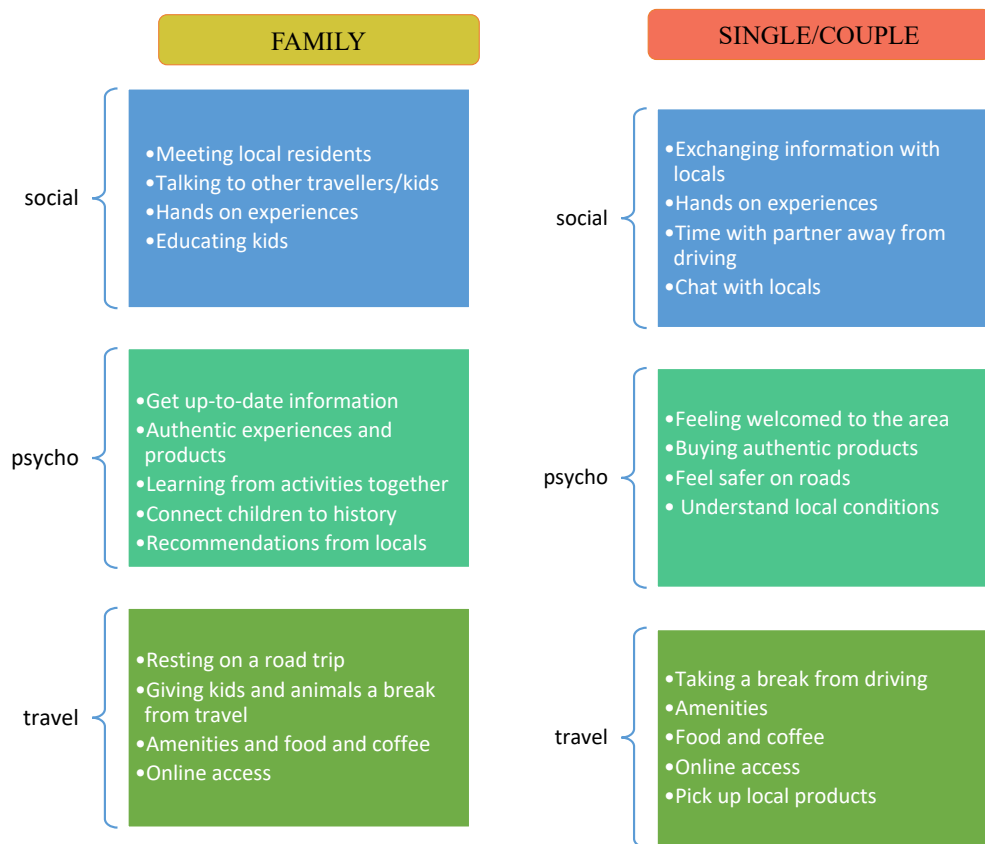 FAMILY
social
•Meeting local residents
•Talking to other travellers/kids
•Hands on experiences
•Educating kids
psycho
•Get up-to-date information
•Authentic experiences and
products
•Learning from activities together
•Connect children to history
•Recommendations from locals
travel
•Resting on a road trip
•Giving kids and animals a break
from travel
•Amenities and food and coffee
•Online access
SINGLE/COUPLE
social
•Exchanging information with
locals
•Hands on experiences
•Time with partner away from
driving
•Chat with locals
psycho
•Feeling welcomed to the area
•Buying authentic products
•Feel safer on roads
• Understand local conditions
travel
•Taking a break from driving
•Amenities
•Food and coffee
•Online access
•Pick up local products